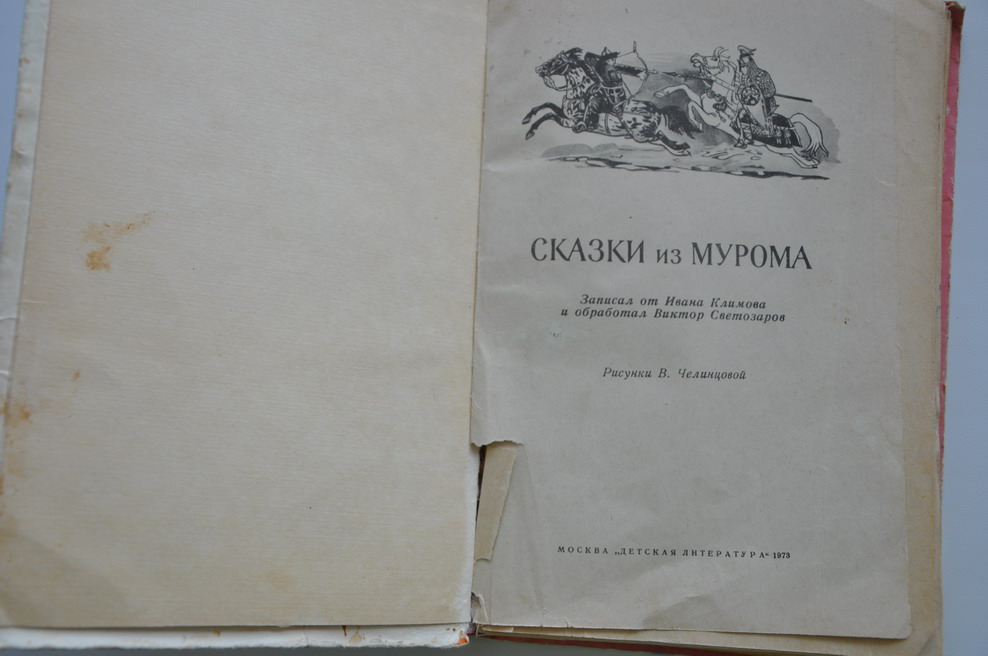 СКАЗКИ из МУРОМА
Записал от Ивана Климова
и обработал Виктор Светозаров
Рисунки В. Челинцовой
МОСКВА „ДЕТСКАЯ ЛИТЕРАТУРА“ 1973